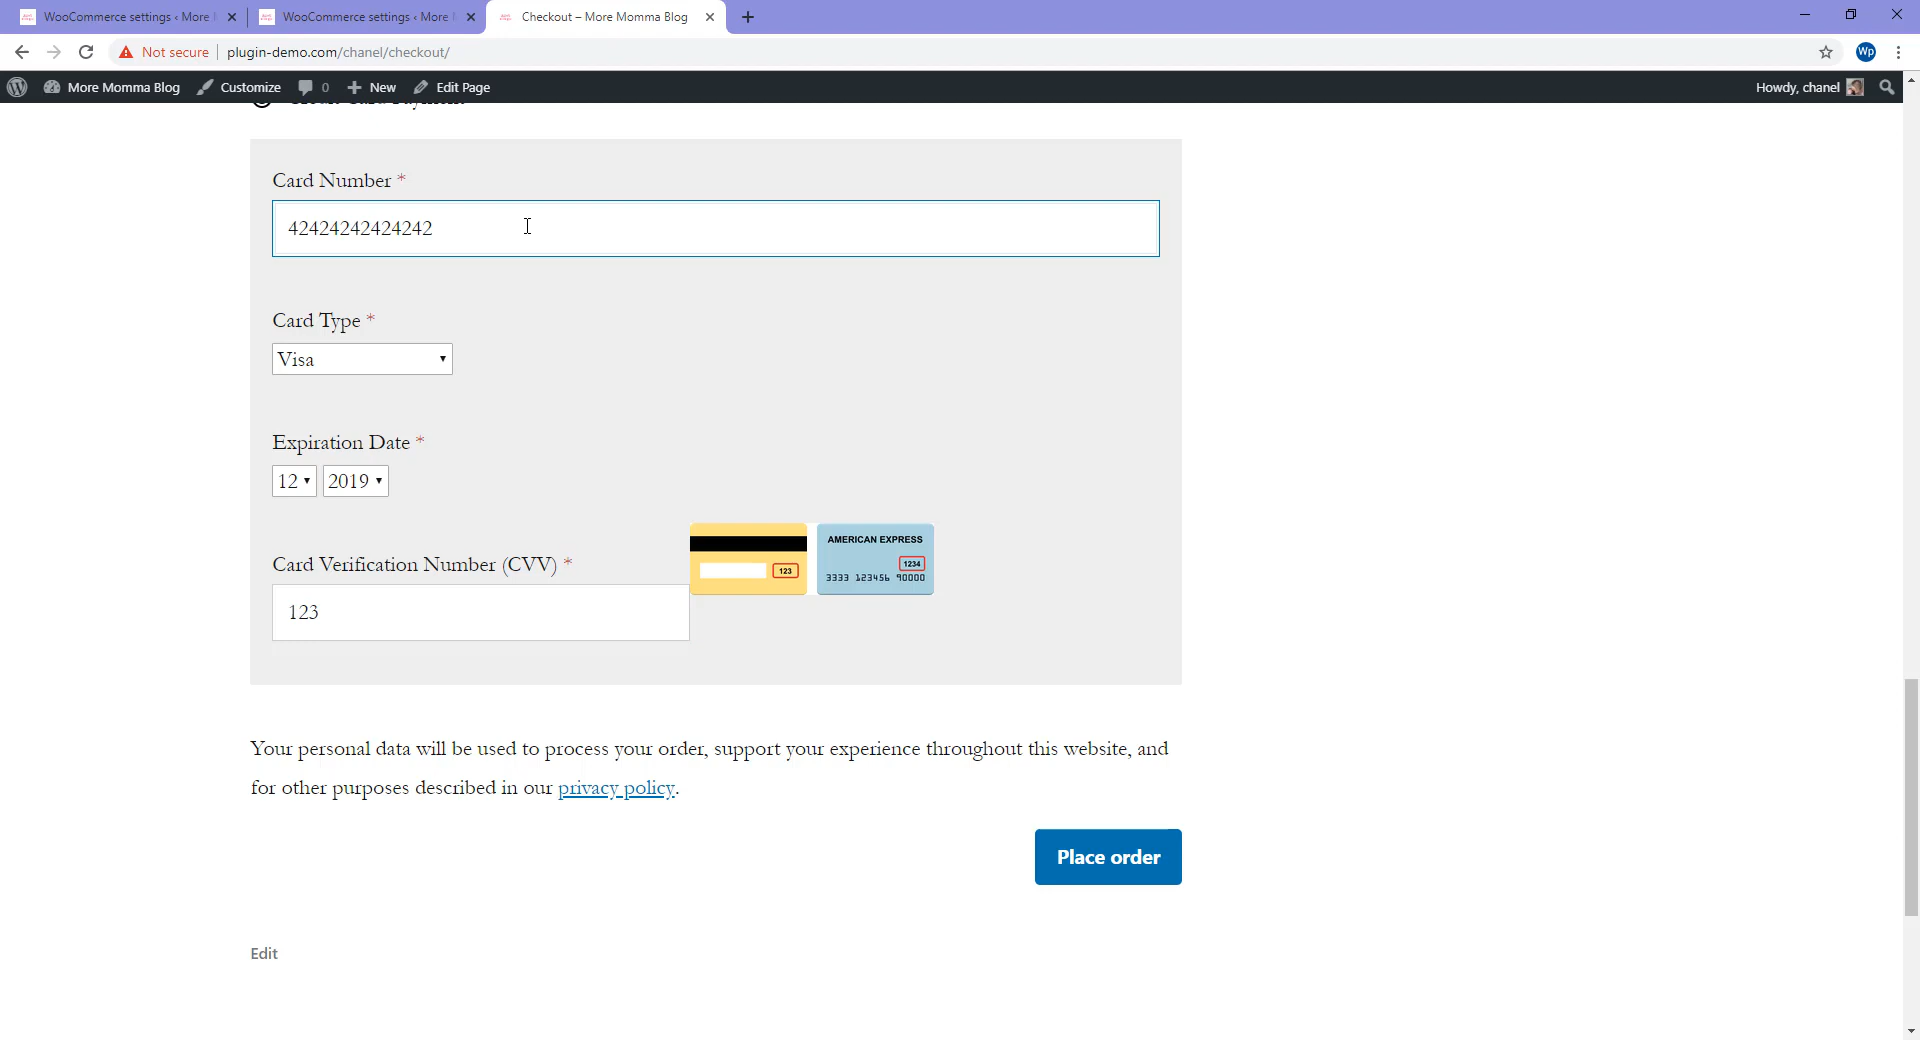 WooCommerce settings ‹ More
WooCommerce settings ‹ More
Checkout – More Momma Blog
Not secure
plugin-demo.com/chanel/checkout/
Wp
More Momma Blog
Customize
0
New
Edit Page
Howdy, chanel
Credit Card Payment
Card Number *
42424242424242
Card Type *
Visa
Expiration Date *
12 2019
Card Verification Number (CVV) *
123
123
AMERICAN EXPRESS
1234
3333 123456 90000
Your personal data will be used to process your order, support your experience throughout this website, and
for other purposes described in our privacy policy.
Place order
Edit